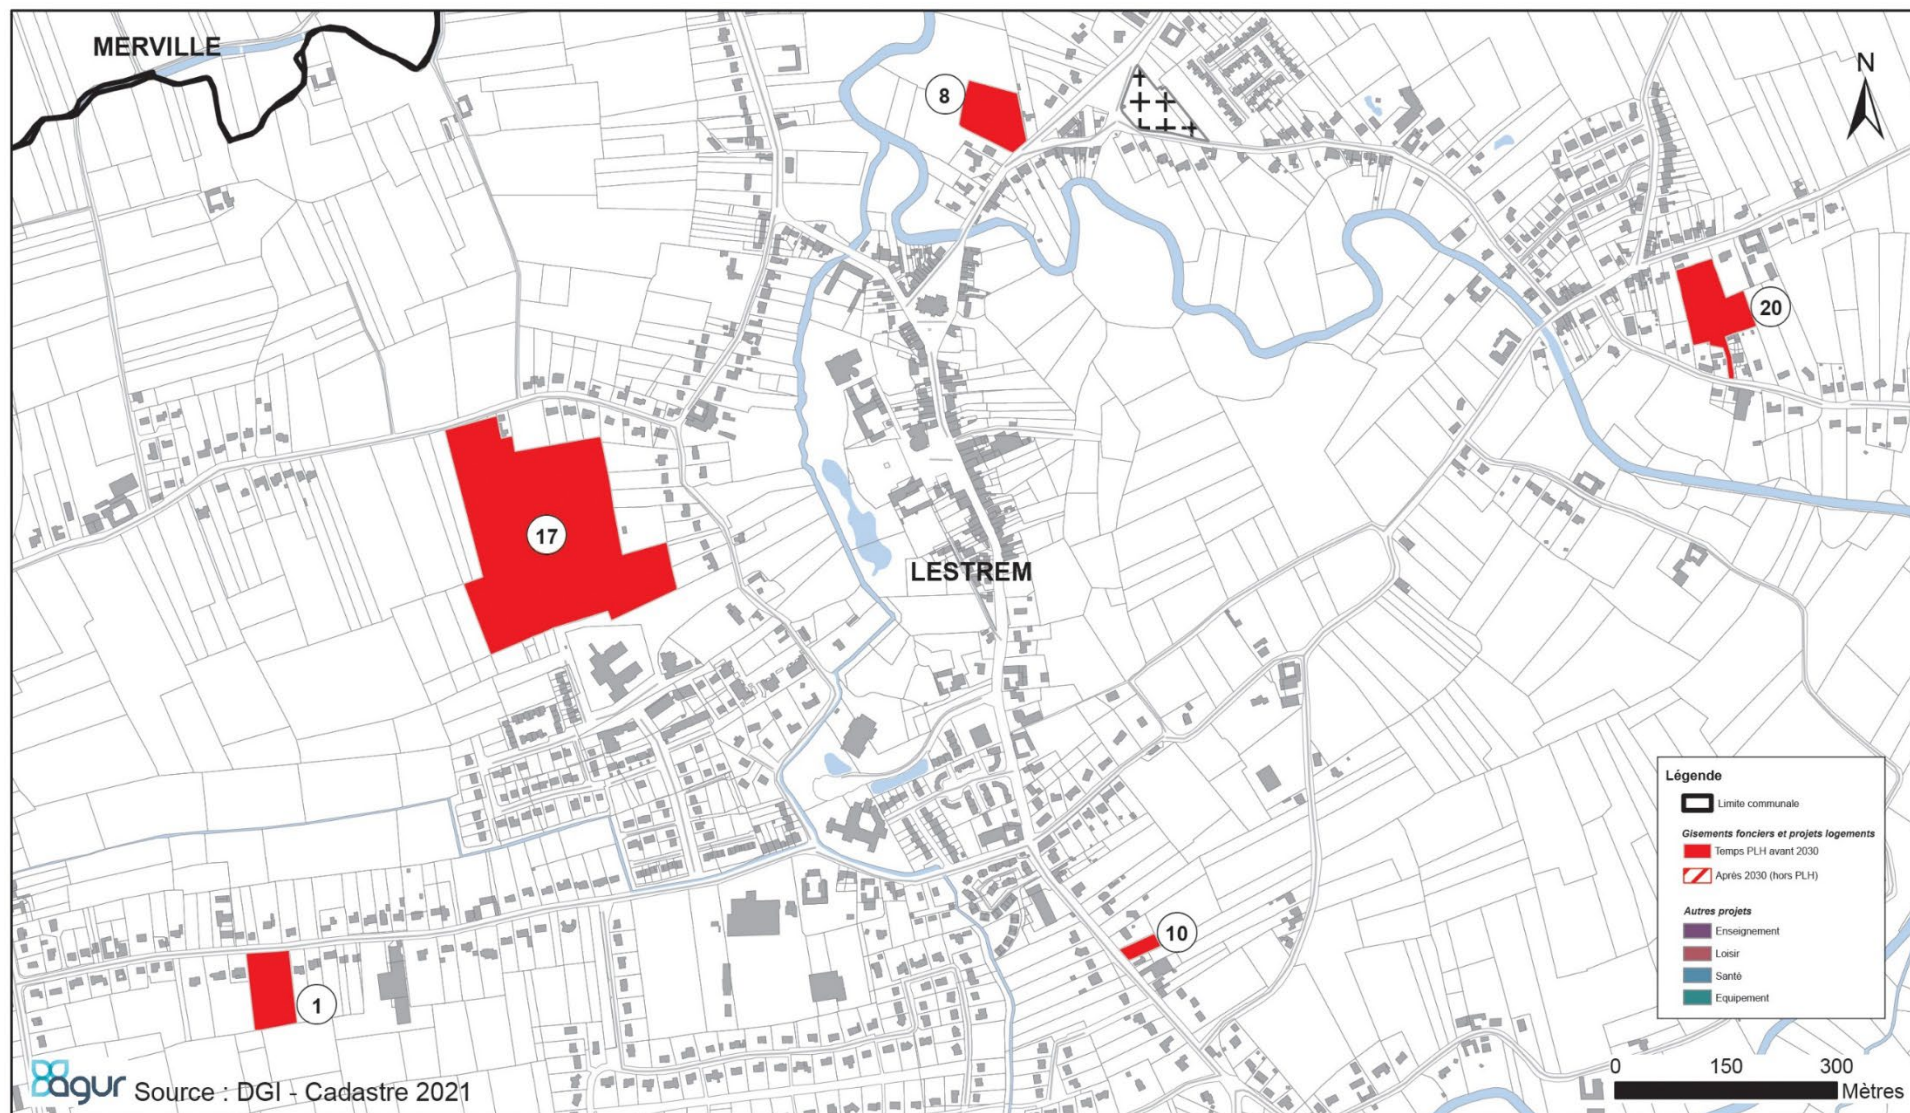 MERVILLE
N
8
20
17
LESTREM
10
1
Légende
Limite communale
Gisements fonciers et projets logements
Temps PLH avant 2030
Après 2030 (hors PLH)
Autres projets
Enseignement
Loisir
Santé
Equipement
0 150 300
Mètres
agur Source : DGI - Cadastre 2021